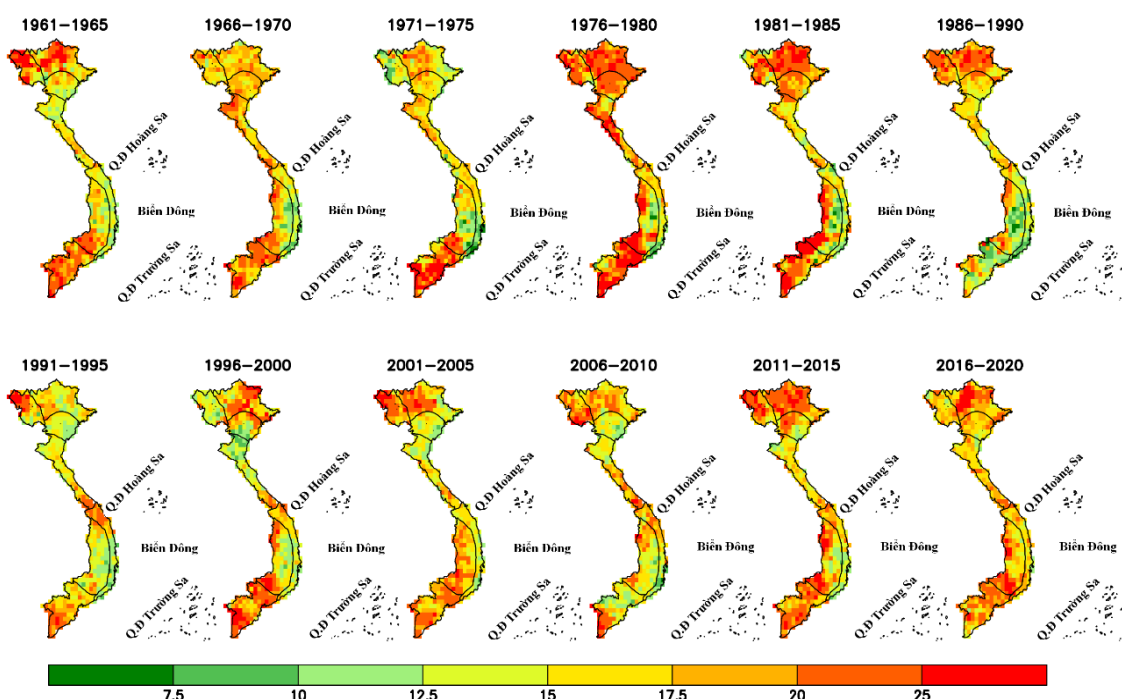 1961-1965 1966-1970 1971-1975 1976-1980 1981-1985 1986-1990
Q.Đ Hoàng Sa Q.Đ Hoàng Sa Q.Đ Hoàng Sa Q.Đ Hoàng Sa Q.Đ Hoàng Sa Q.Đ Hoàng Sa
Biển Đông Biển Đông Biển Đông Biển Đông Biển Đông Biển Đông
Q.Đ Trường Sa Q.Đ Trường Sa Q.Đ Trường Sa Q.Đ Trường Sa Q.Đ Trường Sa Q.Đ Trường Sa
1991-1995 1996-2000 2001-2005 2006-2010 2011-2015 2016-2020
Q.Đ Hoàng Sa Q.Đ Hoàng Sa Q.Đ Hoàng Sa Q.Đ Hoàng Sa Q.Đ Hoàng Sa Q.Đ Hoàng Sa
Biển Đông Biển Đông Biển Đông Biển Đông Biển Đông Biển Đông
Q.Đ Trường Sa Q.Đ Trường Sa Q.Đ Trường Sa Q.Đ Trường Sa Q.Đ Trường Sa Q.Đ Trường Sa
7.5 10 12.5 15 17.5 20 25